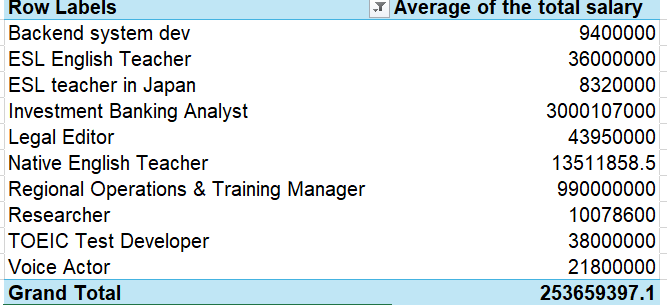 Row Labels Average of the total salary
Backend system dev 9400000
ESL English Teacher 36000000
ESL teacher in Japan 8320000
Investment Banking Analyst 3000107000
Legal Editor 43950000
Native English Teacher 13511858.5
Regional Operations & Training Manager 990000000
Researcher 10078600
TOEIC Test Developer 38000000
Voice Actor 21800000
Grand Total 253659397.1